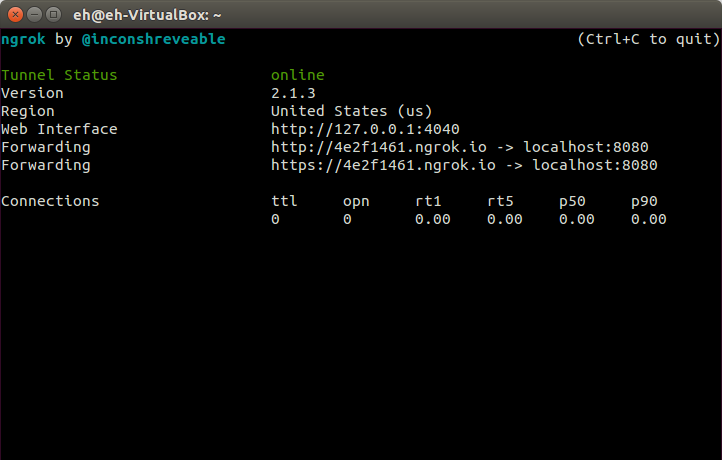 eh@eh-VirtualBox: ~
ngrok by @inconshreveable (Ctrl+C to quit)
Tunnel Status online
Version 2.1.3
Region United States (us)
Web Interface http://127.0.0.1:4040
Forwarding http://4e2f1461.ngrok.io -> localhost:8080
Forwarding https://4e2f1461.ngrok.io -> localhost:8080
Connections ttl opn rt1 rt5 p50 p90
0 0 0.00 0.00 0.00 0.00